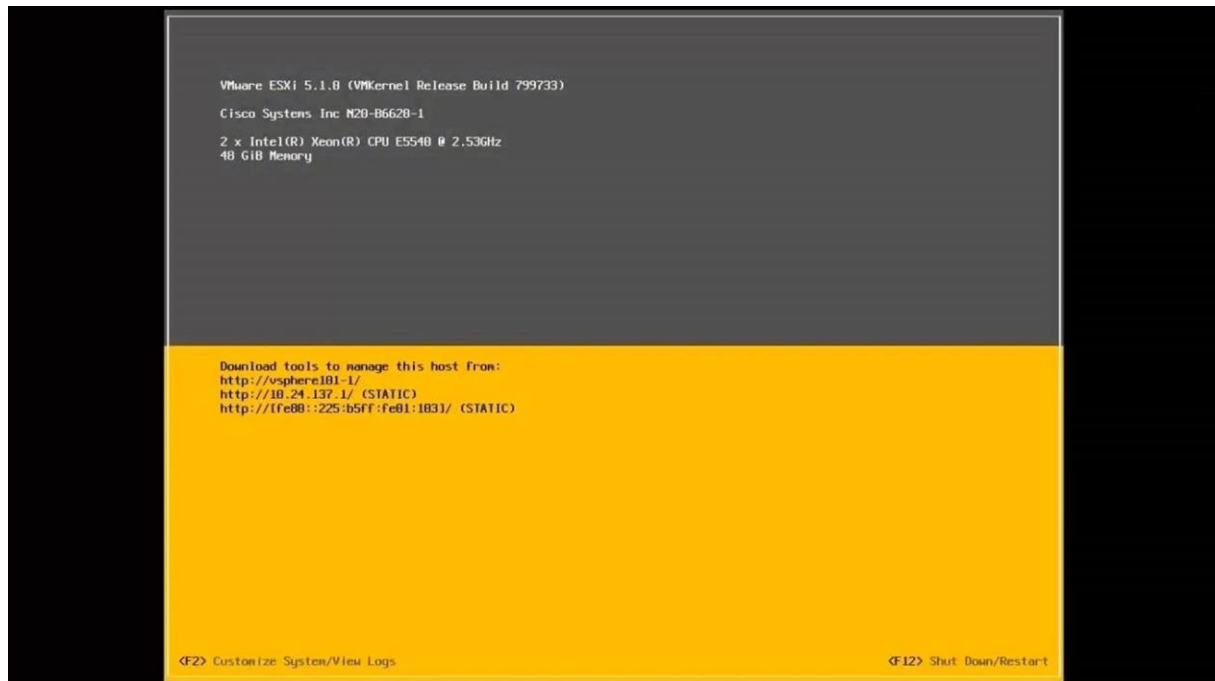 VMware ESXi 5.1.0 (VMKernel Release Build 799733)
Cisco Systems Inc N20-B6620-1
2 x Intel(R) Xeon(R) CPU E5540 @ 2.53GHz
48 GiB Memory
Download tools to manage this host from:
http://vsphere101-1/
http://10.24.137.1/ (STATIC)
http://[fe80::225:b5ff:fe01:103]/ (STATIC)
<F2> Customize System/View Logs
<F12> Shut Down/Restart